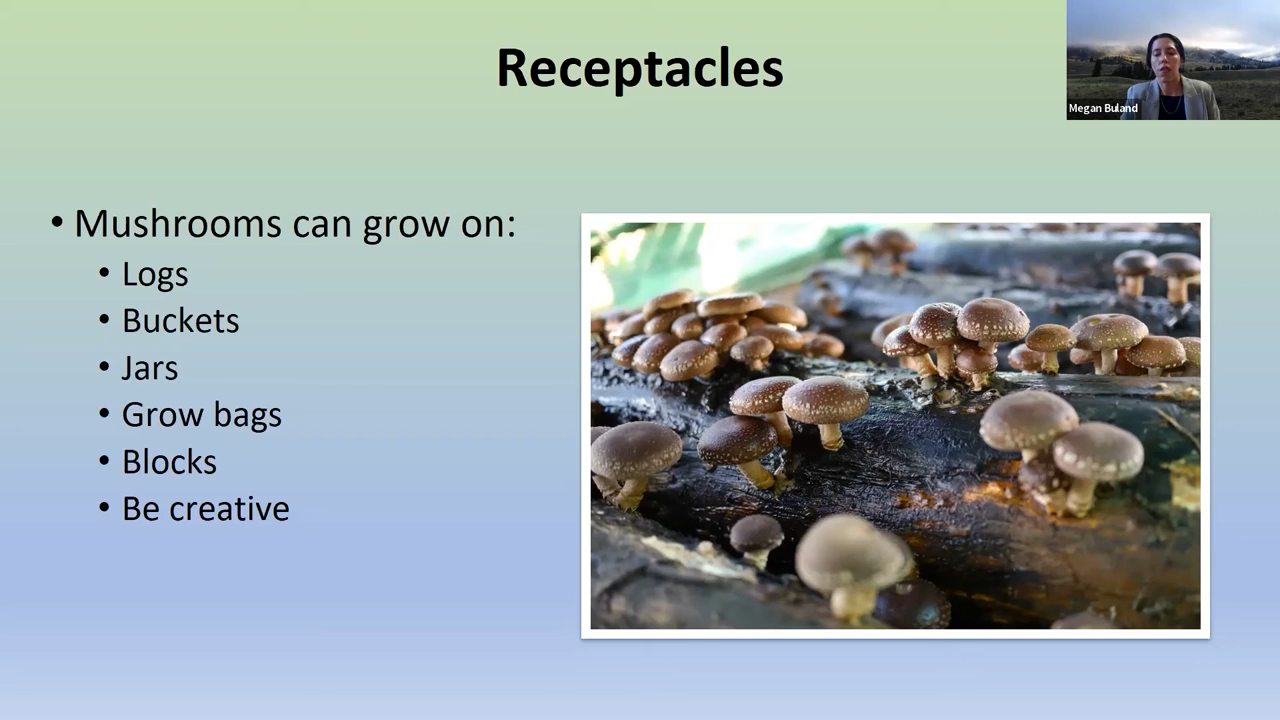 Receptacles
Megan Buland
• Mushrooms can grow on:
• Logs
• Buckets
• Jars
• Grow bags
• Blocks
• Be creative